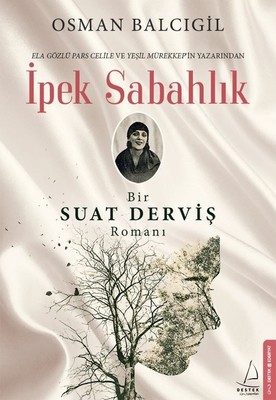 OSMAN BALCIGİL
ELA GÖZLÜ PARS CELİLE VE YEŞİL MÜREKKEP'İN YAZARINDAN
İpek Sabahlık
Bir
SUAT DERVİŞ
Romanı
DESTEK